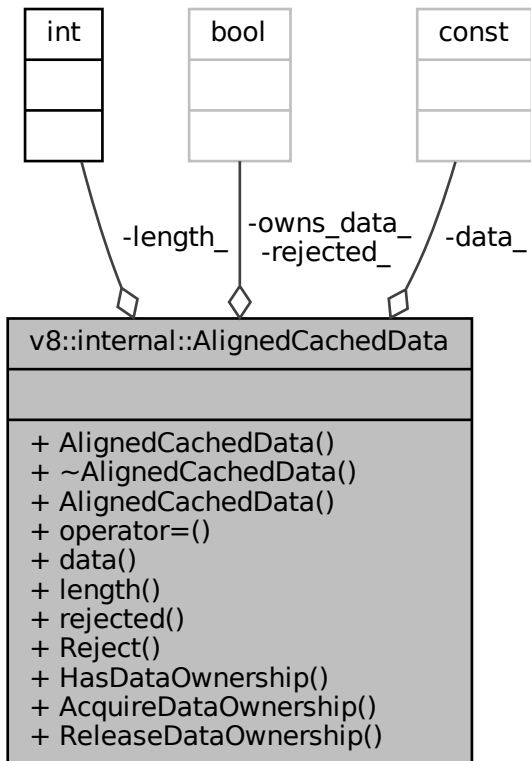 int
bool
const
-length_
-owns_data_
-rejected_
-data_
v8::internal::AlignedCachedData
+ AlignedCachedData()
+ ~AlignedCachedData()
+ AlignedCachedData()
+ operator=()
+ data()
+ length()
+ rejected()
+ Reject()
+ HasDataOwnership()
+ AcquireDataOwnership()
+ ReleaseDataOwnership()